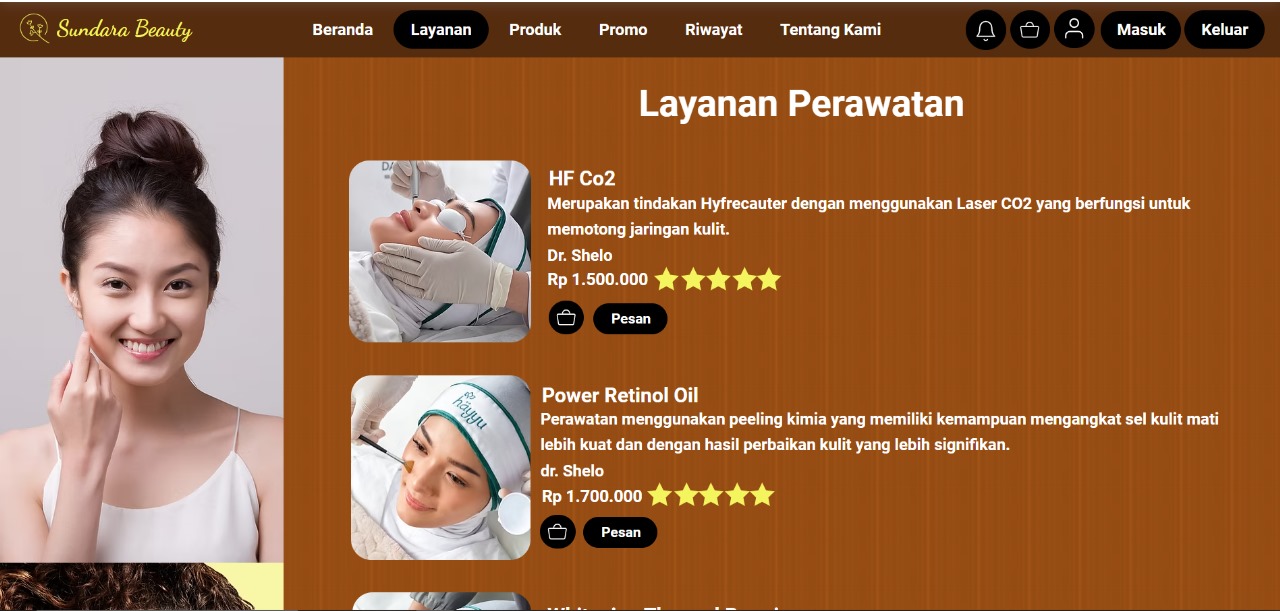 Sundara Beauty
Beranda
Layanan
Produk
Promo
Riwayat
Tentang Kami
Masuk
Keluar
Layanan Perawatan
HF Co2
Merupakan tindakan Hyfrecauter dengan menggunakan Laser CO2 yang berfungsi untuk
memotong jaringan kulit.
Dr. Shelo
Rp 1.500.000
Pesan
hayyu
Power Retinol Oil
Perawatan menggunakan peeling kimia yang memiliki kemampuan mengangkat sel kulit mati
lebih kuat dan dengan hasil perbaikan kulit yang lebih signifikan.
dr. Shelo
Rp 1.700.000
Pesan